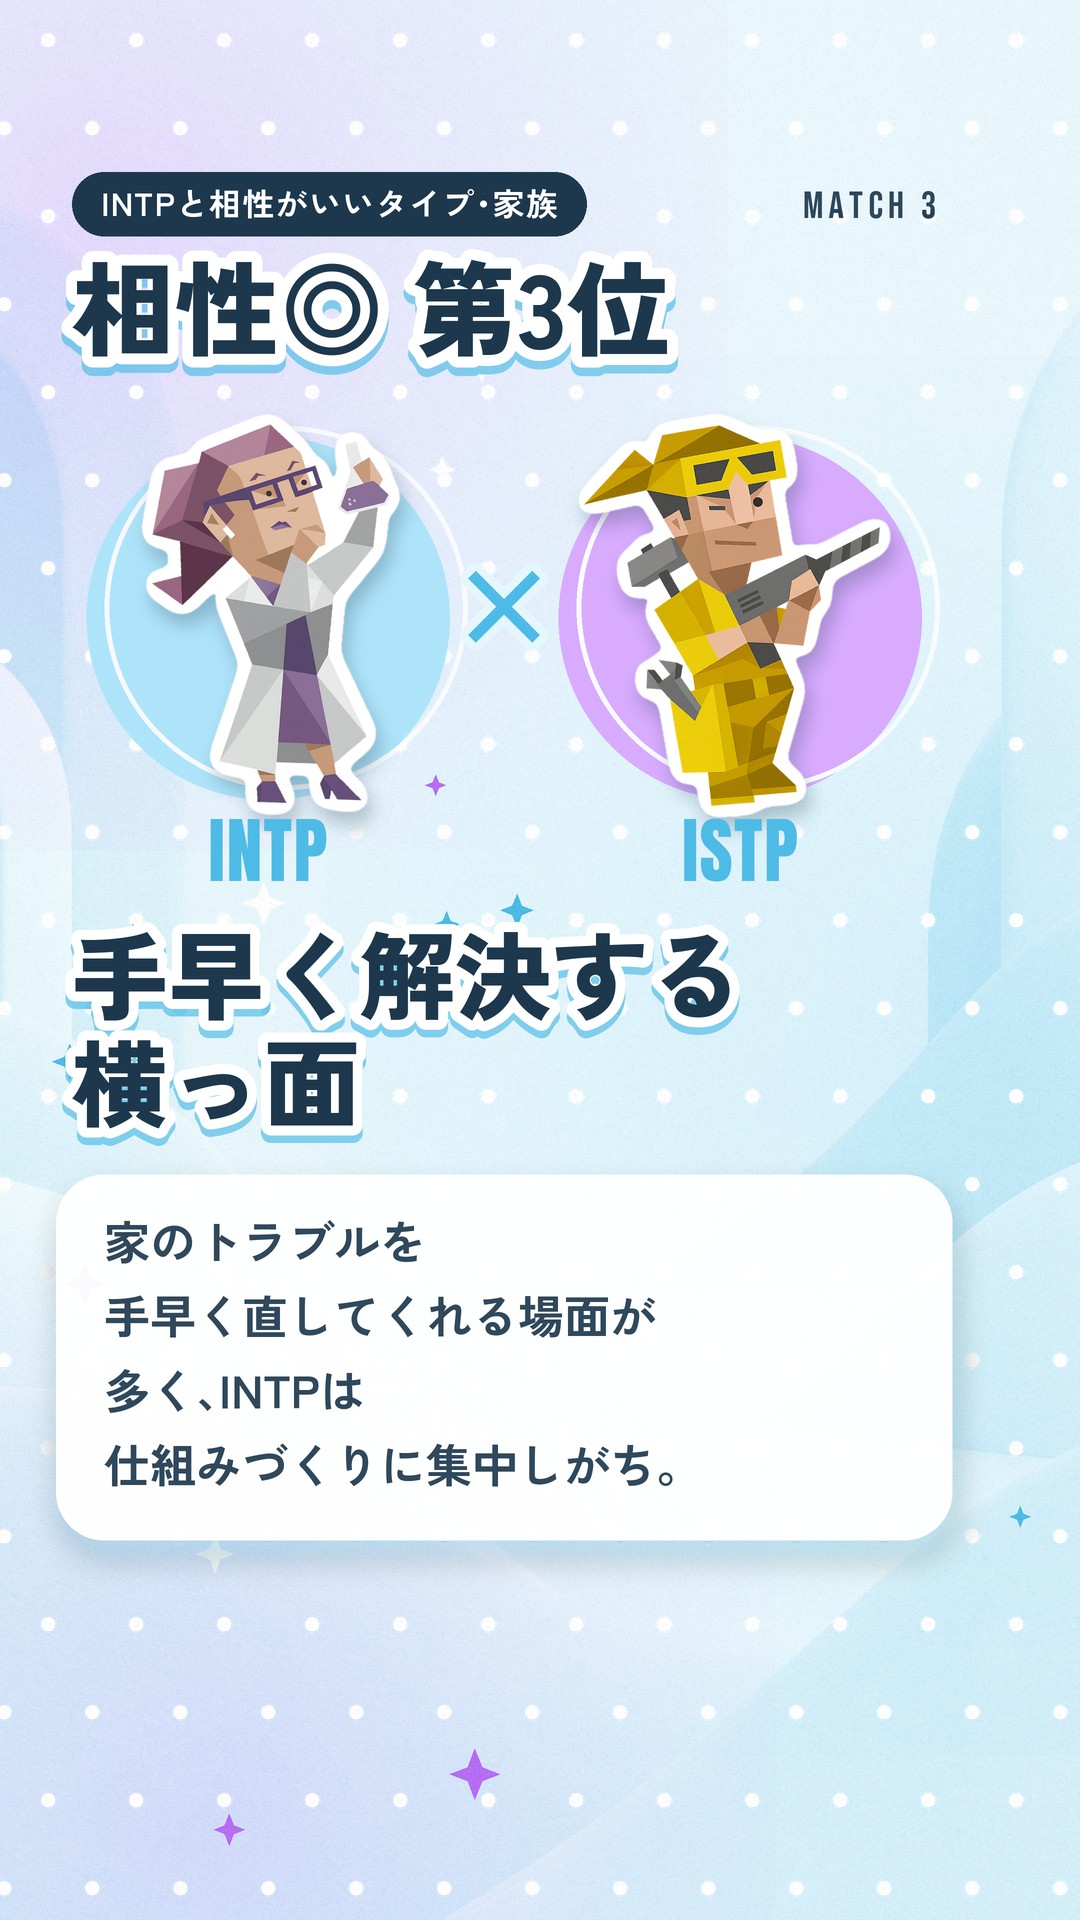 INTPと相性がいいタイプ・家族
MATCH 3
相性◎ 第3位
×
INTP
ISTP
手早く解決する
横っ面
家のトラブルを
手早く直してくれる場面が
多く、INTPは
仕組みづくりに集中しがち。